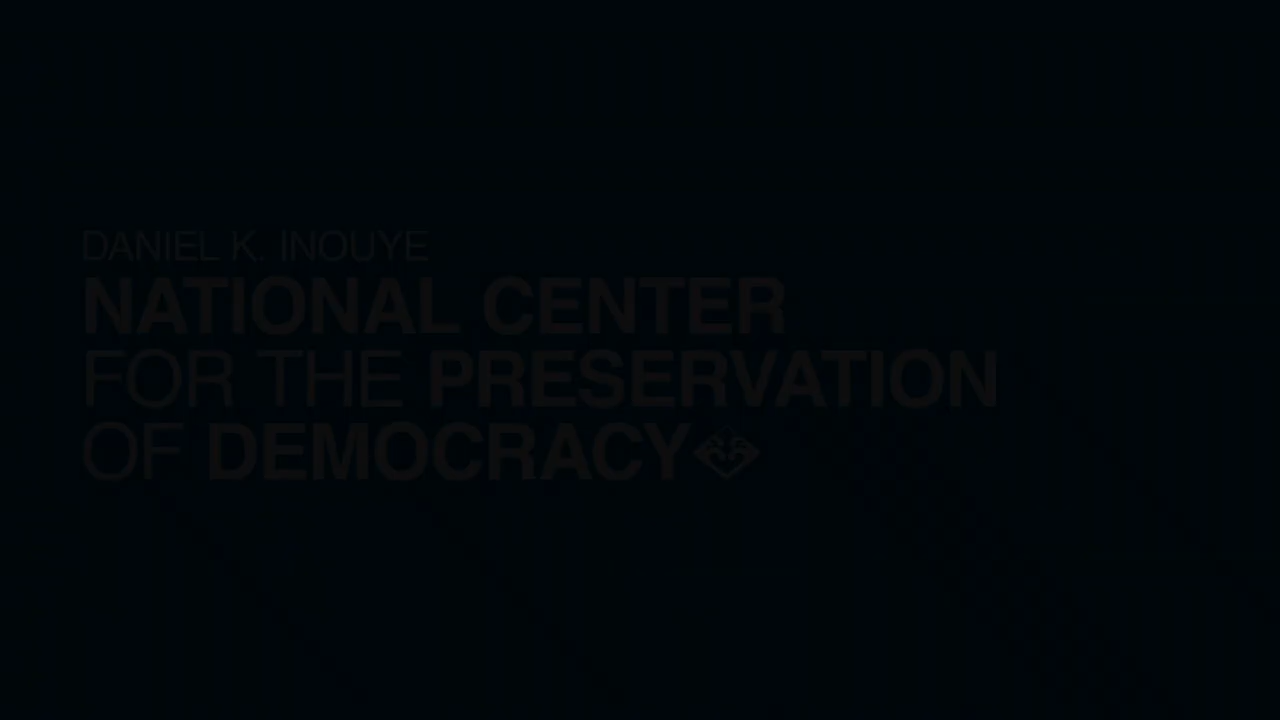 DANIEL K. INOUYE
NATIONAL CENTER
FOR THE PRESERVATION
OF DEMOCRACY